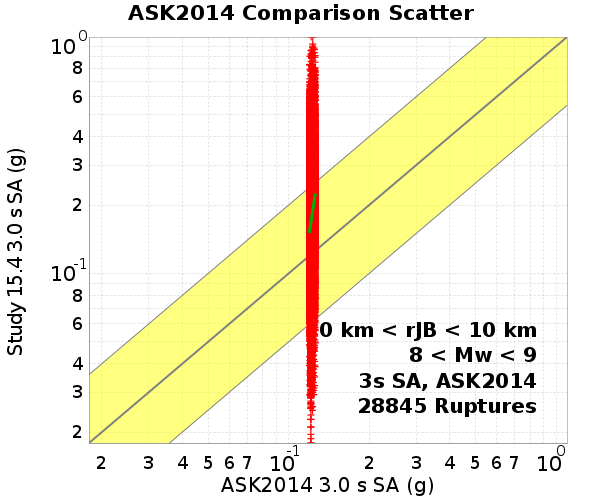 ASK2014 Comparison Scatter
Study 15.4 3.0 s SA (g)
10^0
8
6
4
3
2
10^-1
8
6
4
3
2
0 km < rJB < 10 km
8 < Mw < 9
3s SA, ASK2014
28845 Ruptures
2 3 4 5 6 7 10^-1 2 3 4 5 6 7 10^0
ASK2014 3.0 s SA (g)